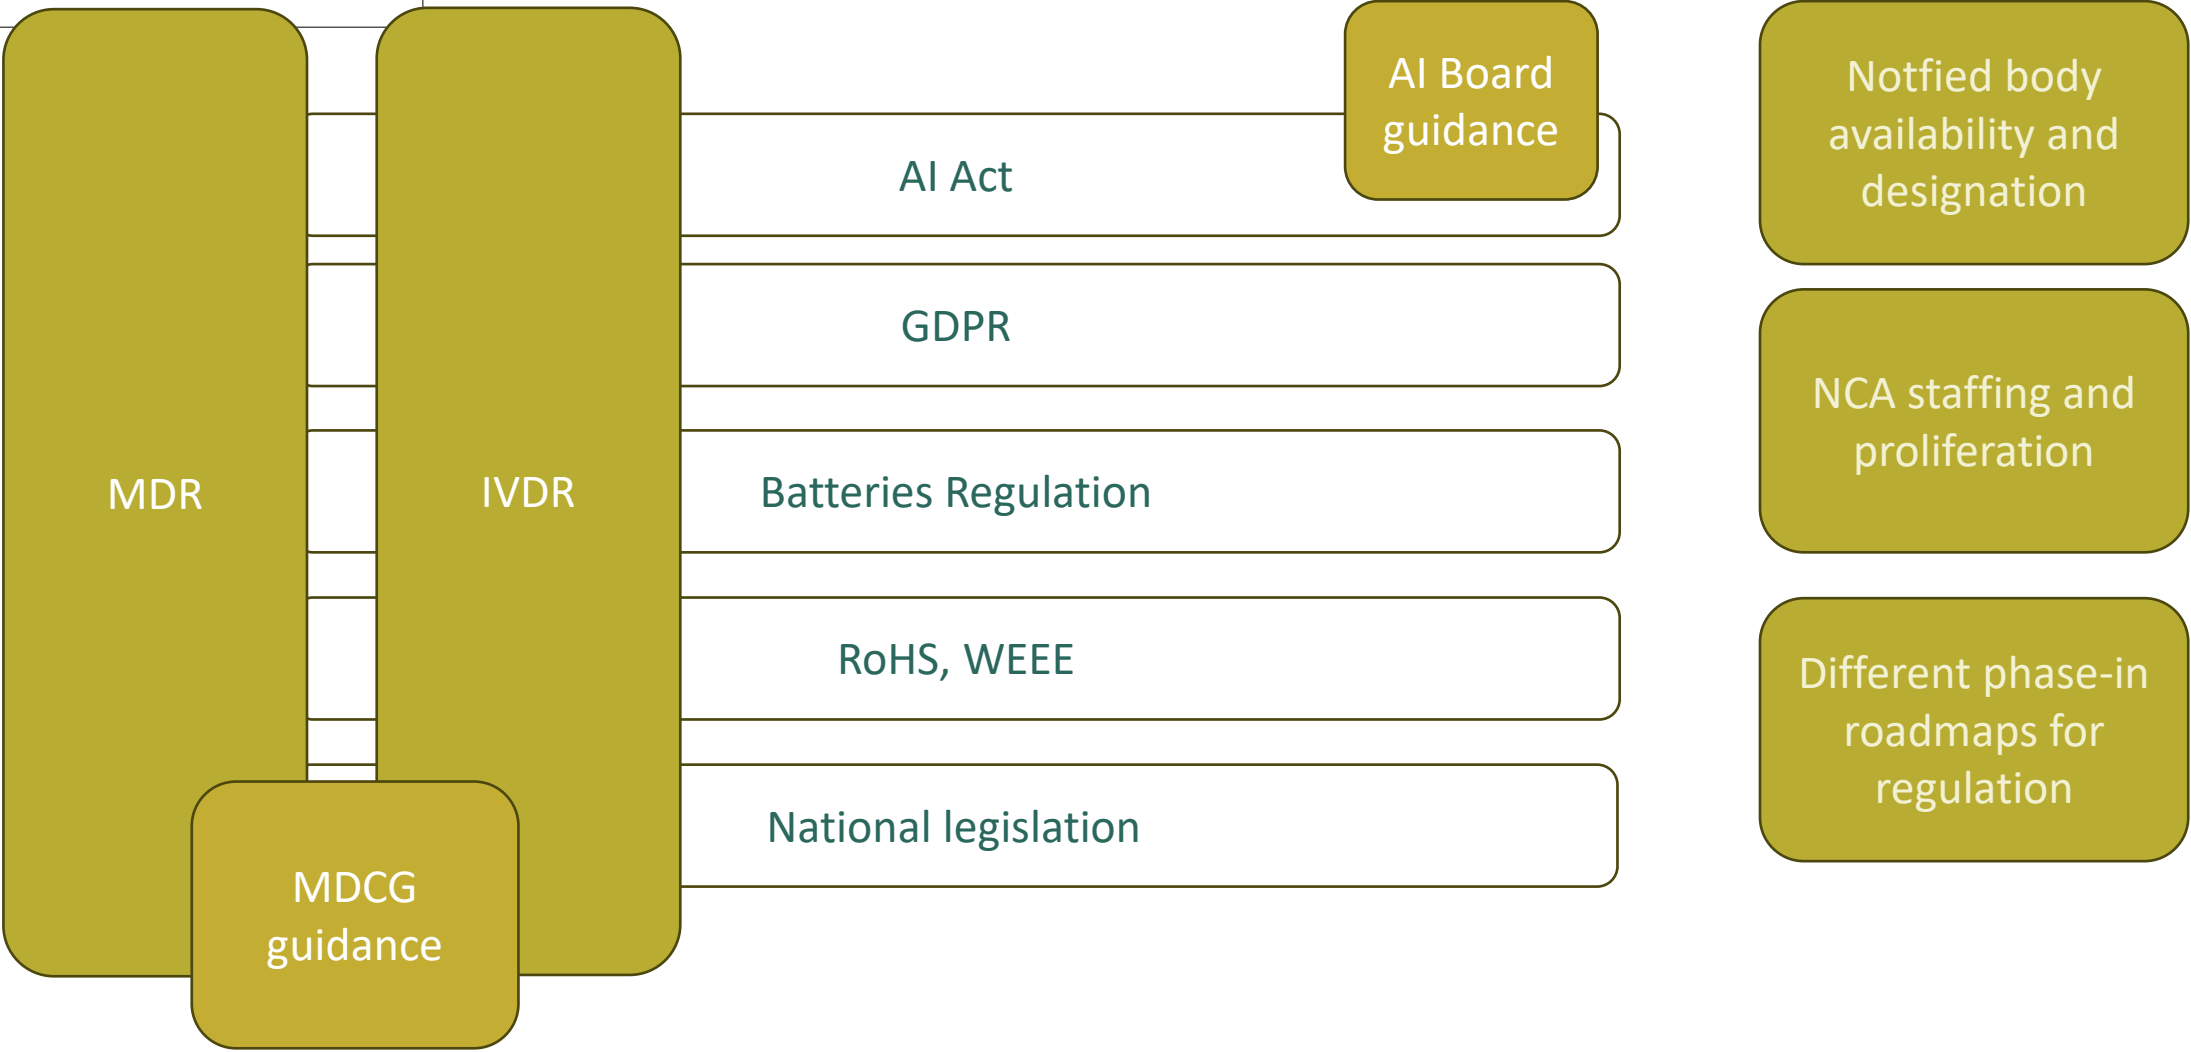 MDR
IVDR
MDCG
guidance
AI Act
GDPR
Batteries Regulation
RoHS, WEEE
National legislation
AI Board
guidance
Notfied body
availability and
designation
NCA staffing and
proliferation
Different phase-in
roadmaps for
regulation